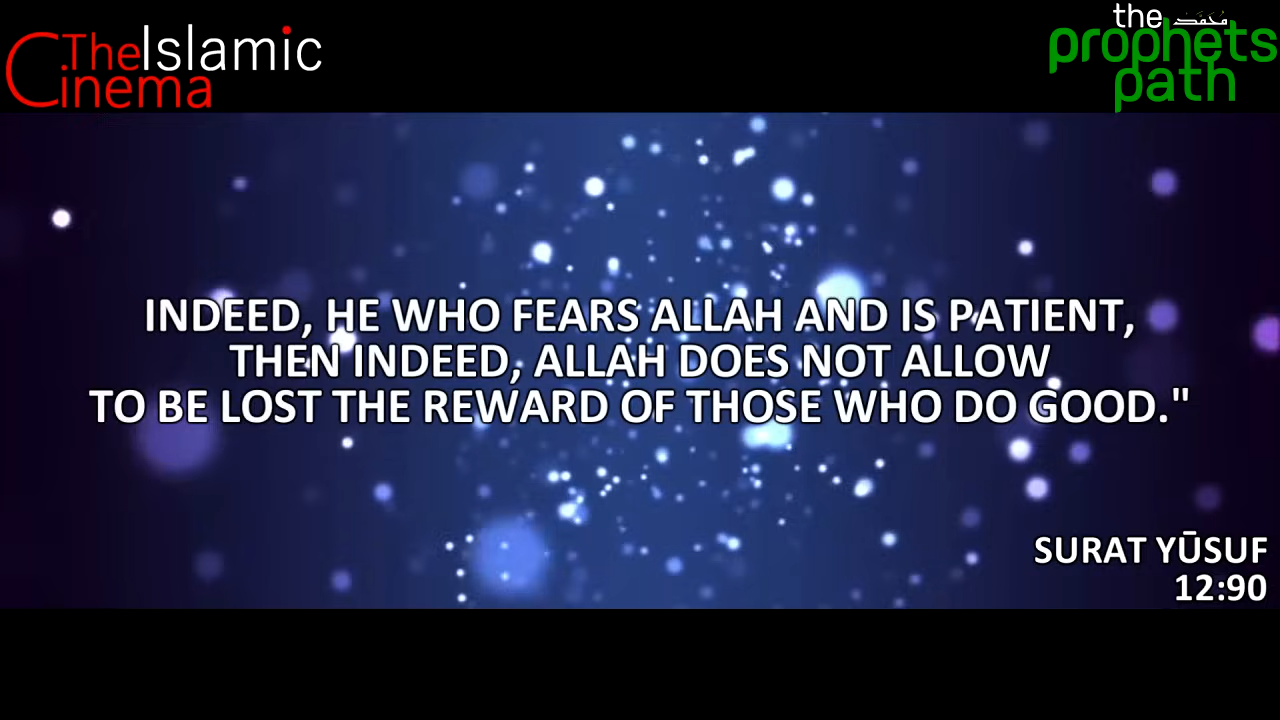 TheIslamic
Cinema
the مُحَمَّد
prophets
path
INDEED, HE WHO FEARS ALLAH AND IS PATIENT,
THEN INDEED, ALLAH DOES NOT ALLOW
TO BE LOST THE REWARD OF THOSE WHO DO GOOD."
SURAT YŪSUF
12:90